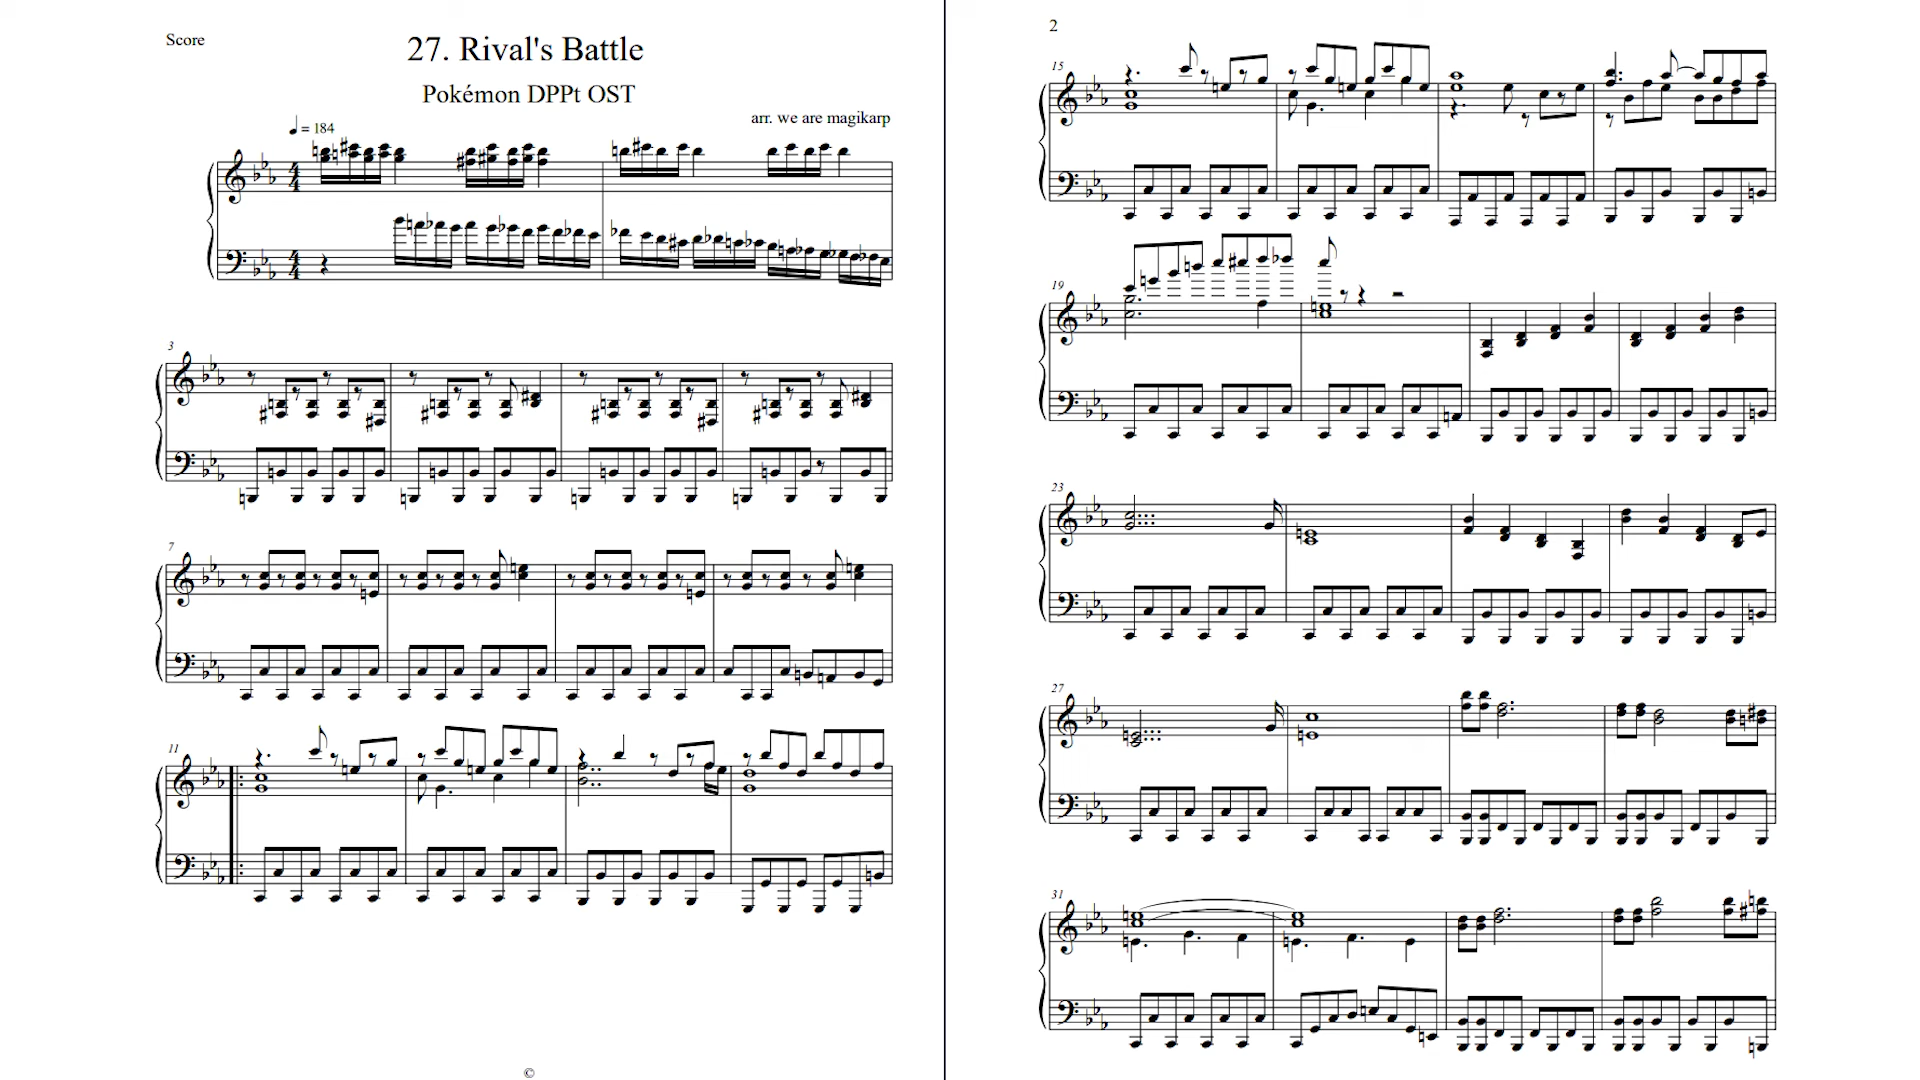 Score
27. Rival's Battle
Pokémon DPPt OST
arr. we are magikarp
♩ = 184
3
7
11
©
2
15
19
23
27
31